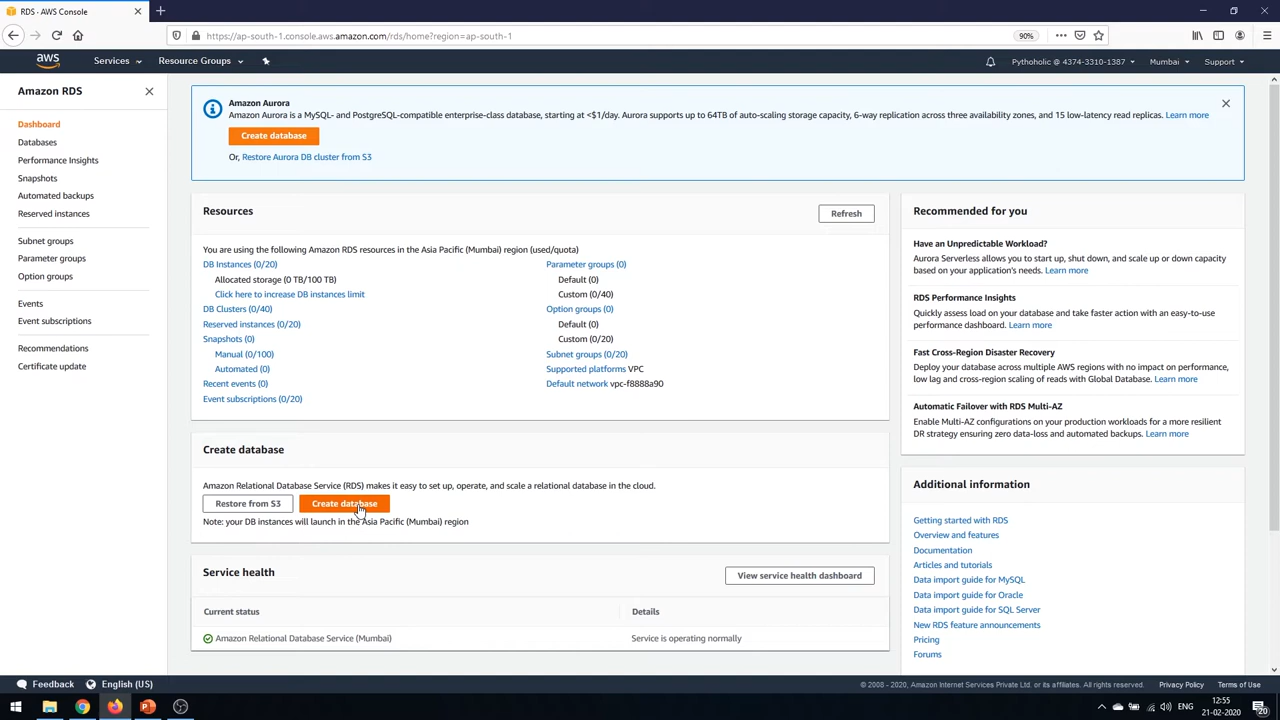 RDS · AWS Console
https://ap-south-1.console.aws.amazon.com/rds/home?region=ap-south-1
90%
aws
Services
Resource Groups
Pythoholic @ 4374-3310-1387
Mumbai
Support
Amazon RDS
Dashboard
Databases
Performance Insights
Snapshots
Automated backups
Reserved instances
Subnet groups
Parameter groups
Option groups
Events
Event subscriptions
Recommendations
Certificate update
Amazon Aurora
Amazon Aurora is a MySQL- and PostgreSQL-compatible enterprise-class database, starting at <$1/day. Aurora supports up to 64TB of auto-scaling storage capacity, 6-way replication across three availability zones, and 15 low-latency read replicas. Learn more
Create database
Or, Restore Aurora DB cluster from S3
Resources
Refresh
You are using the following Amazon RDS resources in the Asia Pacific (Mumbai) region (used/quota)
DB Instances (0/20)
Allocated storage (0 TB/100 TB)
Click here to increase DB instances limit
DB Clusters (0/40)
Reserved instances (0/20)
Snapshots (0)
Manual (0/100)
Automated (0)
Recent events (0)
Event subscriptions (0/20)
Parameter groups (0)
Default (0)
Custom (0/40)
Option groups (0)
Default (0)
Custom (0/20)
Subnet groups (0/20)
Supported platforms VPC
Default network vpc-f8888a90
Create database
Amazon Relational Database Service (RDS) makes it easy to set up, operate, and scale a relational database in the cloud.
Restore from S3
Create database
Note: your DB instances will launch in the Asia Pacific (Mumbai) region
Service health
View service health dashboard
Current status
Details
Amazon Relational Database Service (Mumbai)
Service is operating normally
Recommended for you
Have an Unpredictable Workload?
Aurora Serverless allows you to start up, shut down, and scale up or down capacity
based on your application's needs. Learn more
RDS Performance Insights
Quickly assess load on your database and take faster action with an easy-to-
use performance dashboard. Learn more
Fast Cross-Region Disaster Recovery
Deploy your database across multiple AWS regions with no impact on performance,
low lag and cross-region scaling of reads with Global Database. Learn more
Automatic Failover with RDS Multi-AZ
Enable Multi-AZ configurations on your production workloads for a more resilient
DR strategy ensuring zero data-loss and automated backups. Learn more
Additional information
Getting started with RDS
Overview and features
Documentation
Articles and tutorials
Data import guide for MySQL
Data import guide for Oracle
Data import guide for SQL Server
New RDS feature announcements
Pricing
Forums
Feedback
English (US)
© 2008 - 2020, Amazon Internet Services Private Ltd. or its affiliates. All rights reserved.
Privacy Policy
Terms of Use
ENG
12:55
21-02-2020
20